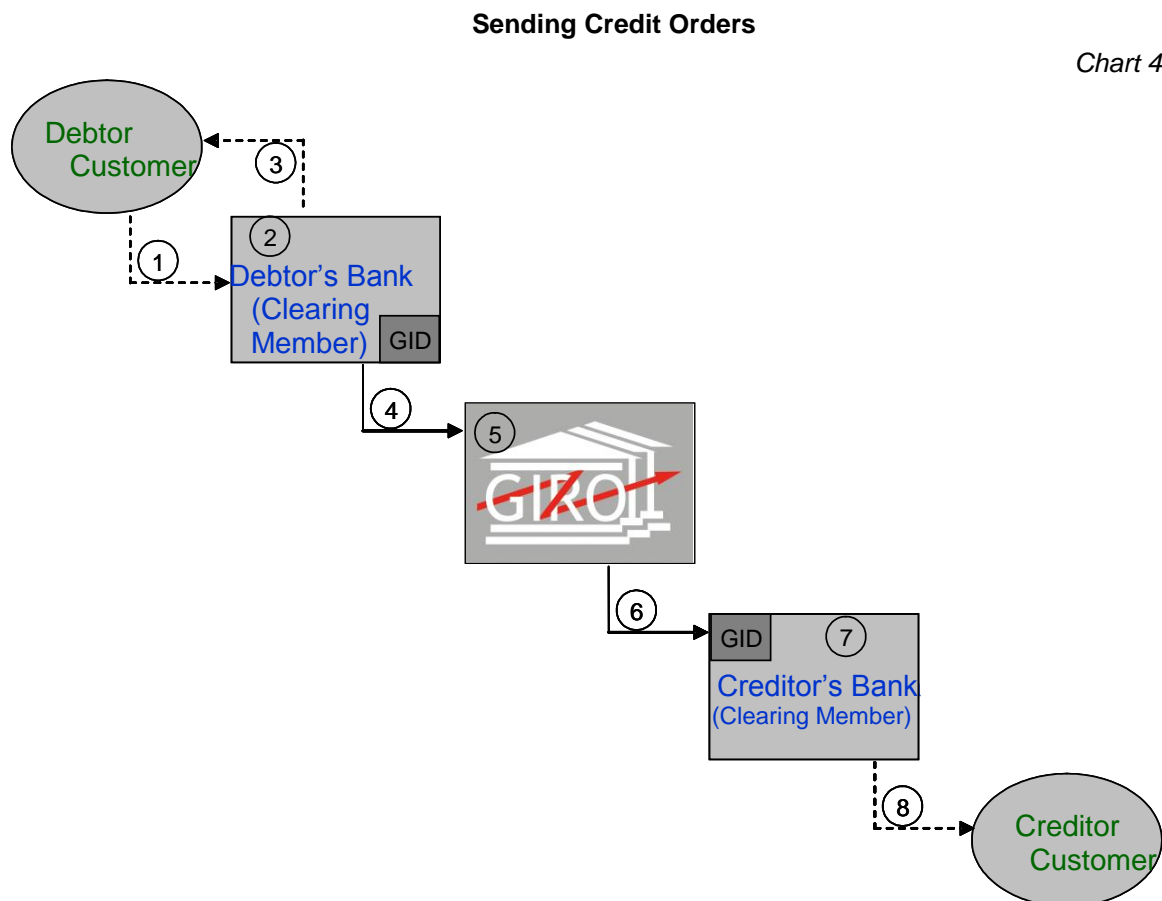 Sending Credit Orders
Chart 4
Debtor
Customer
3
1
2
Debtor’s Bank
(Clearing
Member)
GID
4
5
GIRO
6
GID
7
Creditor’s Bank
(Clearing Member)
8
Creditor
Customer